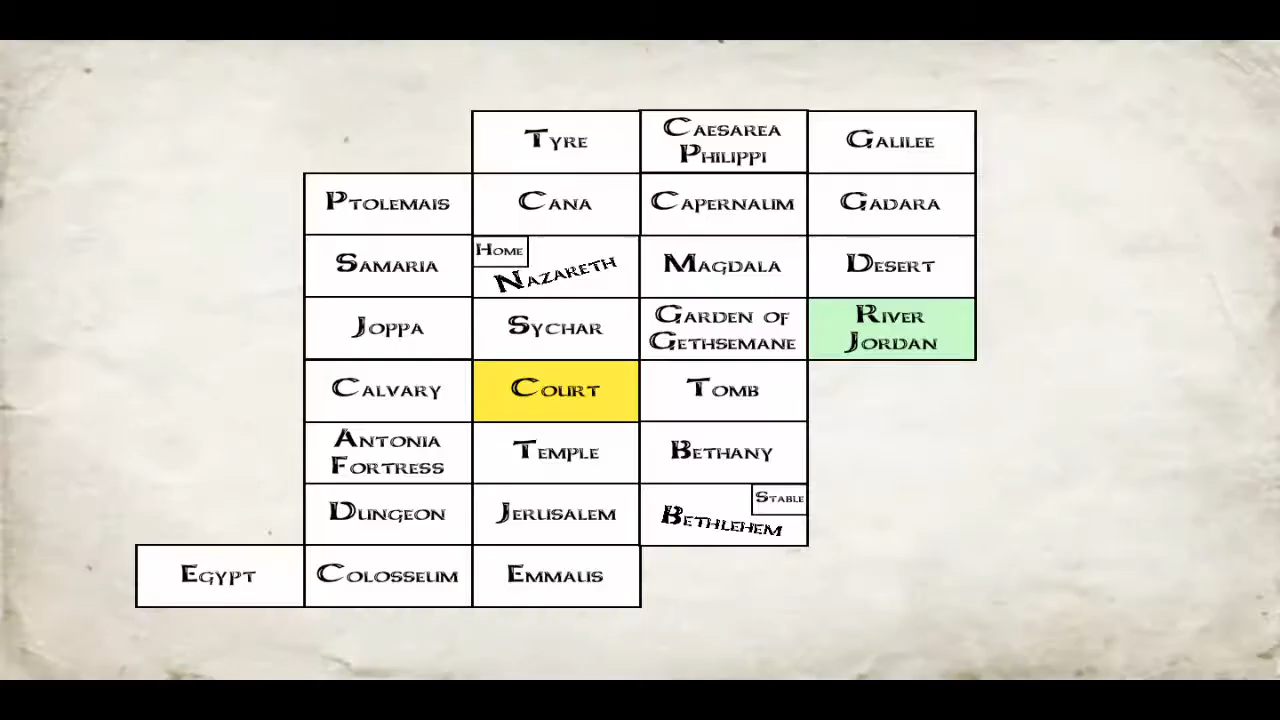 Tyre
Caesarea
Philippi
Galilee
Ptolemais
Cana
Capernaum
Gadara
Samaria
Home
Nazareth
Magdala
Desert
Joppa
Sychar
Garden of
Gethsemane
River
Jordan
Calvary
Court
Tomb
Antonia
Fortress
Temple
Bethany
Dungeon
Jerusalem
Stable
Bethlehem
Egypt
Colosseum
Emmaus